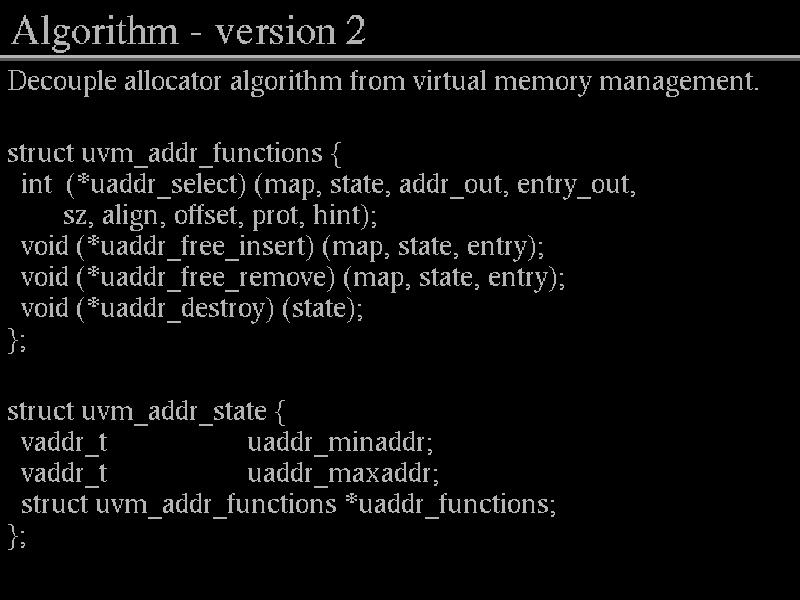 Algorithm - version 2
Decouple allocator algorithm from virtual memory management.
struct uvm_addr_functions {
int (*uaddr_select) (map, state, addr_out, entry_out,
sz, align, offset, prot, hint);
void (*uaddr_free_insert) (map, state, entry);
void (*uaddr_free_remove) (map, state, entry);
void (*uaddr_destroy) (state);
};
struct uvm_addr_state {
vaddr_t uaddr_minaddr;
vaddr_t uaddr_maxaddr;
struct uvm_addr_functions *uaddr_functions;
};